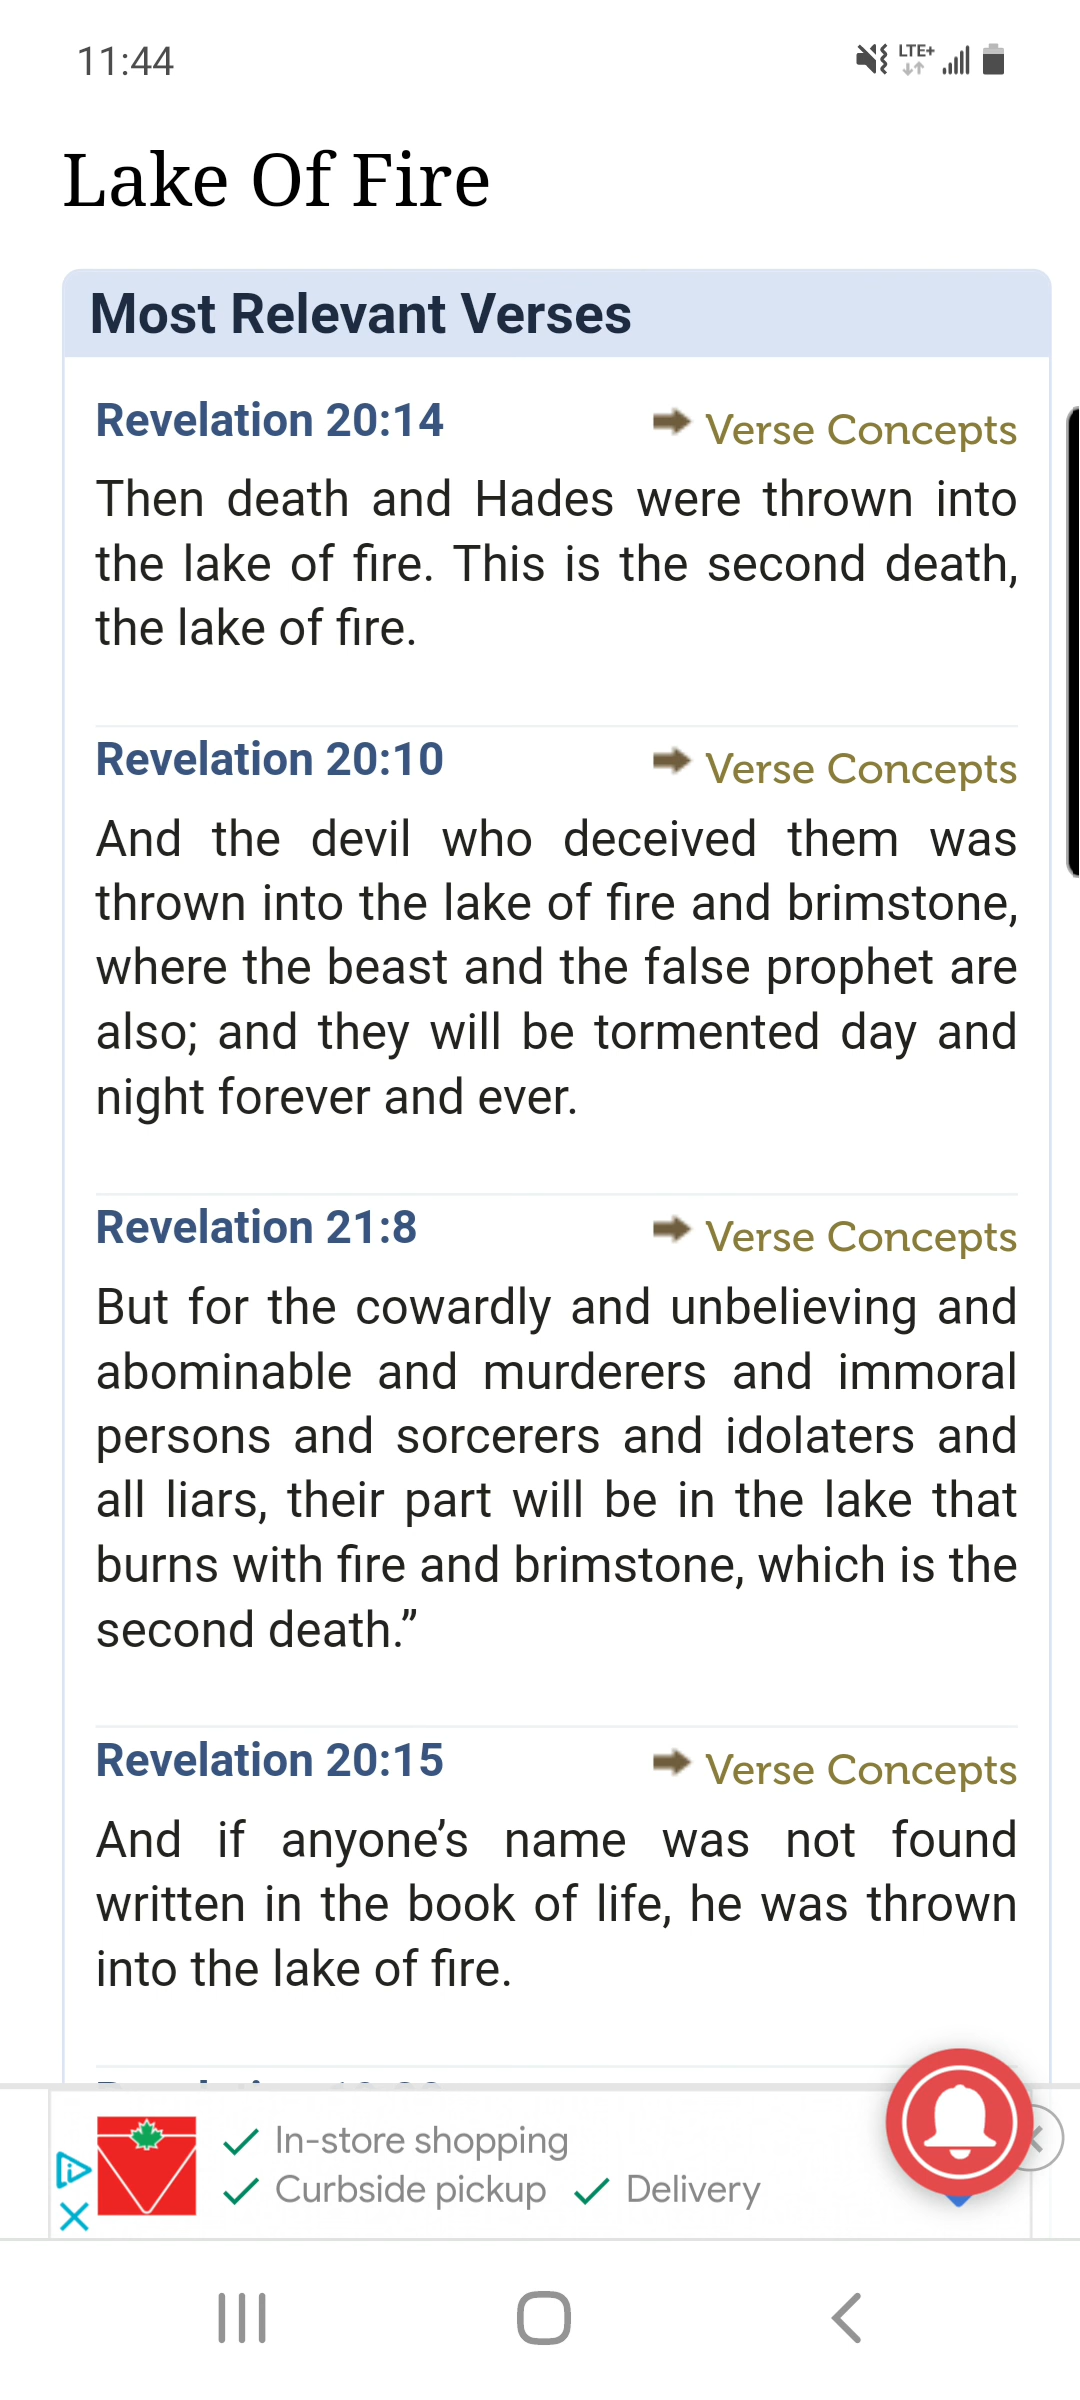 11:44
LTE+
Lake Of Fire
Most Relevant Verses
Revelation 20:14
Verse Concepts
Then death and Hades were thrown into
the lake of fire. This is the second death,
the lake of fire.
Revelation 20:10
Verse Concepts
And the devil who deceived them was
thrown into the lake of fire and brimstone,
where the beast and the false prophet are
also; and they will be tormented day and
night forever and ever.
Revelation 21:8
Verse Concepts
But for the cowardly and unbelieving and
abominable and murderers and immoral
persons and sorcerers and idolaters and
all liars, their part will be in the lake that
burns with fire and brimstone, which is the
second death.”
Revelation 20:15
Verse Concepts
And if anyone’s name was not found
written in the book of life, he was thrown
into the lake of fire.
In-store shopping
Curbside pickup
Delivery